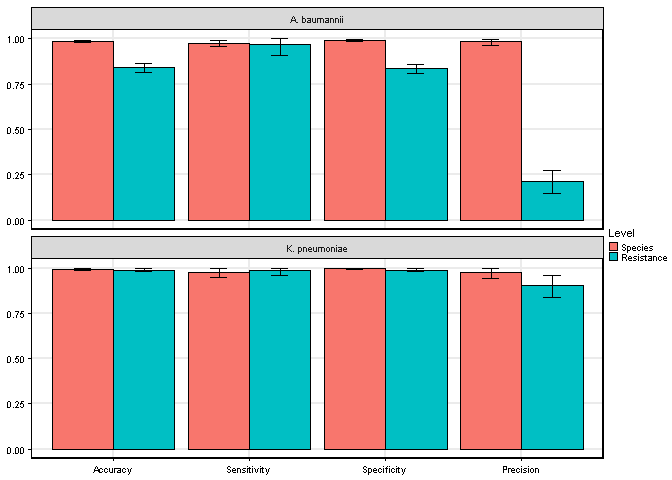 A. baumannii
1.00
0.75
0.50
0.25
0.00
K. pneumoniae
1.00
0.75
0.50
0.25
0.00
Accuracy Sensitivity Specificity Precision
Level
Species
Resistance